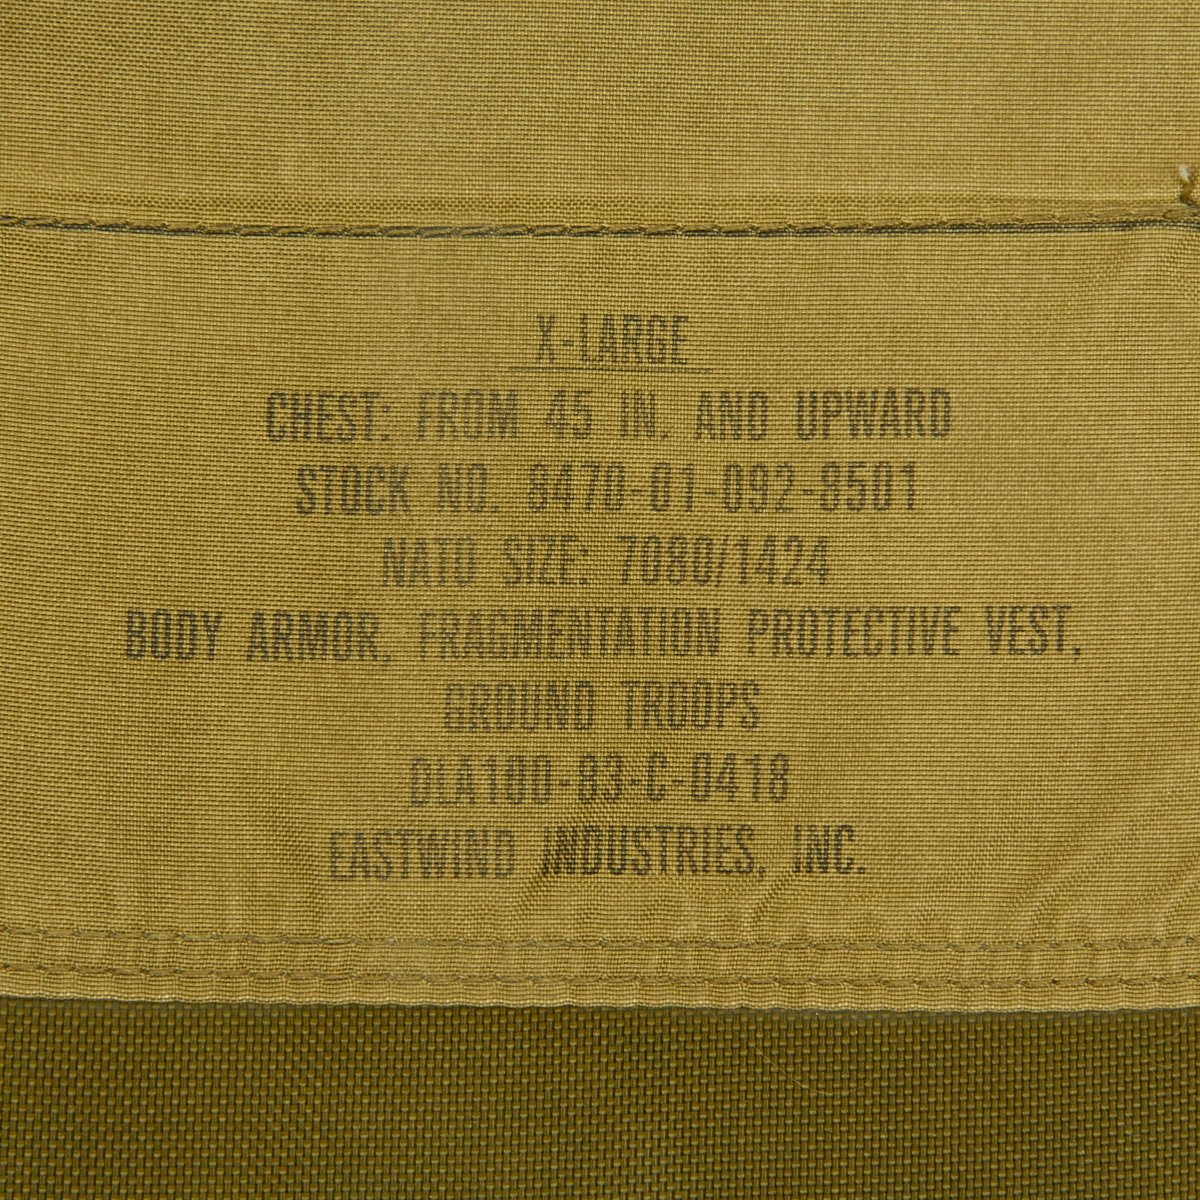 X-LARGE
CHEST: FROM 45 IN. AND UPWARD
STOCK NO. 8470-01-092-8501
NATO SIZE: 7080/1424
BODY ARMOR, FRAGMENTATION PROTECTIVE VEST,
GROUND TROOPS
DLA100-83-C-0418
EASTWIND INDUSTRIES, INC.